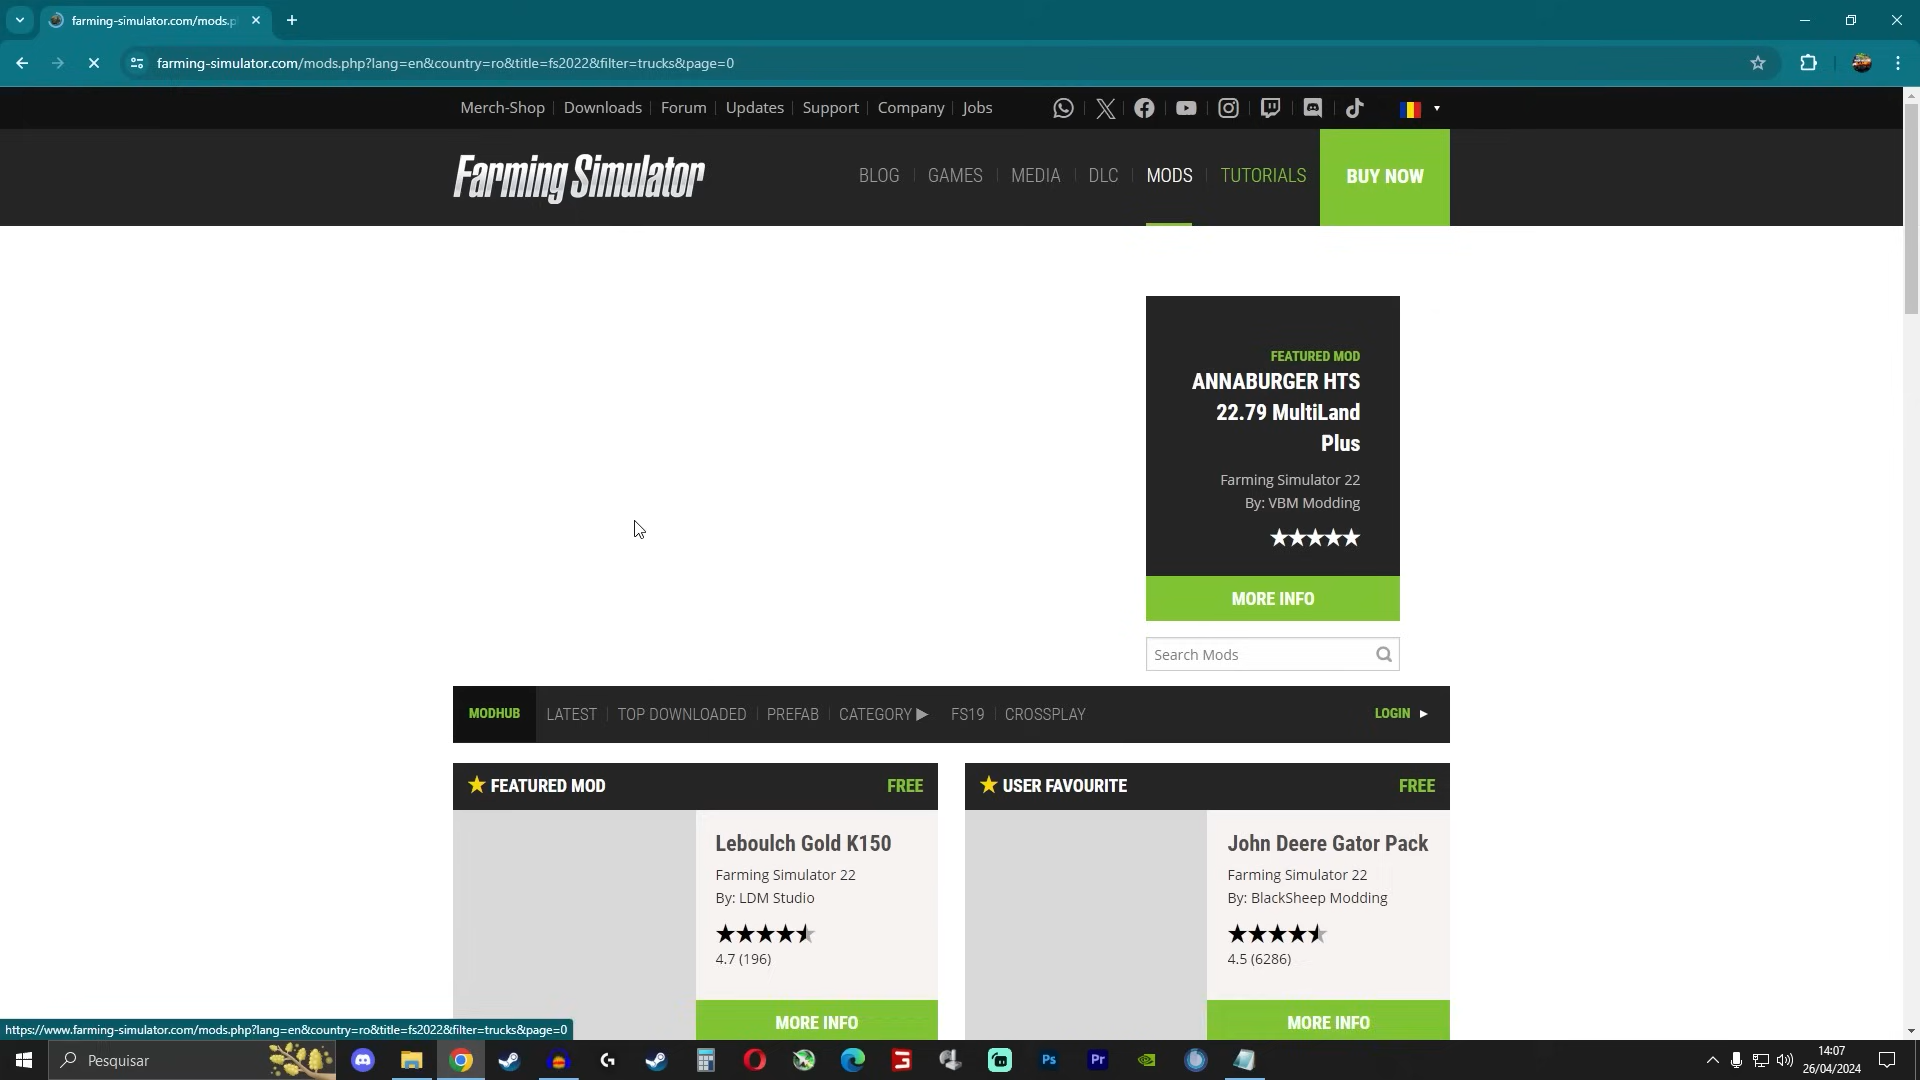 farming-simulator.com/mods.p
farming-simulator.com/mods.php?lang=en&country=ro&title=fs2022&filter=trucks&page=0
Merch-Shop Downloads Forum Updates Support Company Jobs
Farming Simulator
BLOG GAMES MEDIA DLC MODS TUTORIALS BUY NOW
FEATURED MOD
ANNABURGER HTS
22.79 MultiLand
Plus
Farming Simulator 22
By: VBM Modding
MORE INFO
Search Mods
MODHUB LATEST TOP DOWNLOADED PREFAB CATEGORY FS19 CROSSPLAY LOGIN
FEATURED MOD FREE
Leboulch Gold K150
Farming Simulator 22
By: LDM Studio
4.7 (196)
MORE INFO
USER FAVOURITE FREE
John Deere Gator Pack
Farming Simulator 22
By: BlackSheep Modding
4.5 (6286)
MORE INFO
https://www.farming-simulator.com/mods.php?lang=en&country=ro&title=fs2022&filter=trucks&page=0
Pesquisar
Ps
Pr
14:07
26/04/2024